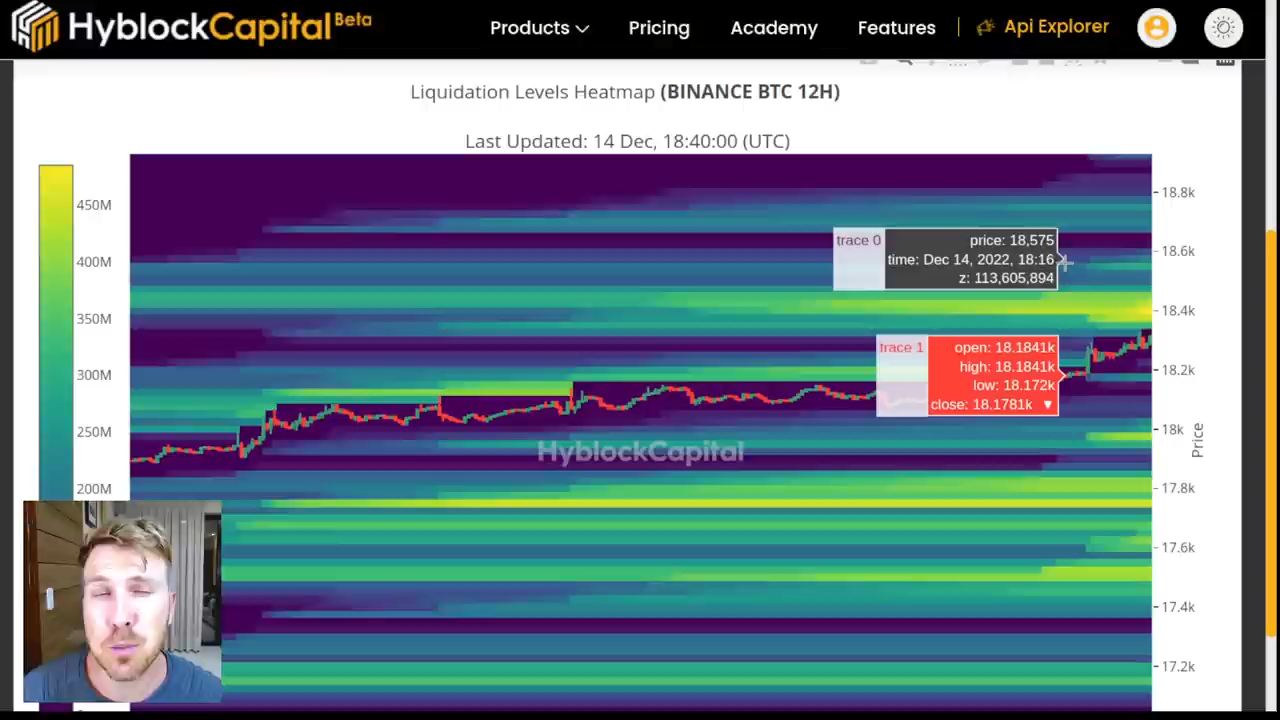 HyblockCapital Beta
Products Pricing Academy Features Api Explorer
Liquidation Levels Heatmap (BINANCE BTC 12H)
Last Updated: 14 Dec, 18:40:00 (UTC)
450M
400M
350M
300M
250M
200M
trace 0
price: 18,575
time: Dec 14, 2022, 18:16
z: 113,605,894
trace 1
open: 18.1841k
high: 18.1841k
low: 18.172k
close: 18.1781k ▼
HyblockCapital
18.8k
18.6k
18.4k
18.2k
18k
17.8k
17.6k
17.4k
17.2k
Price